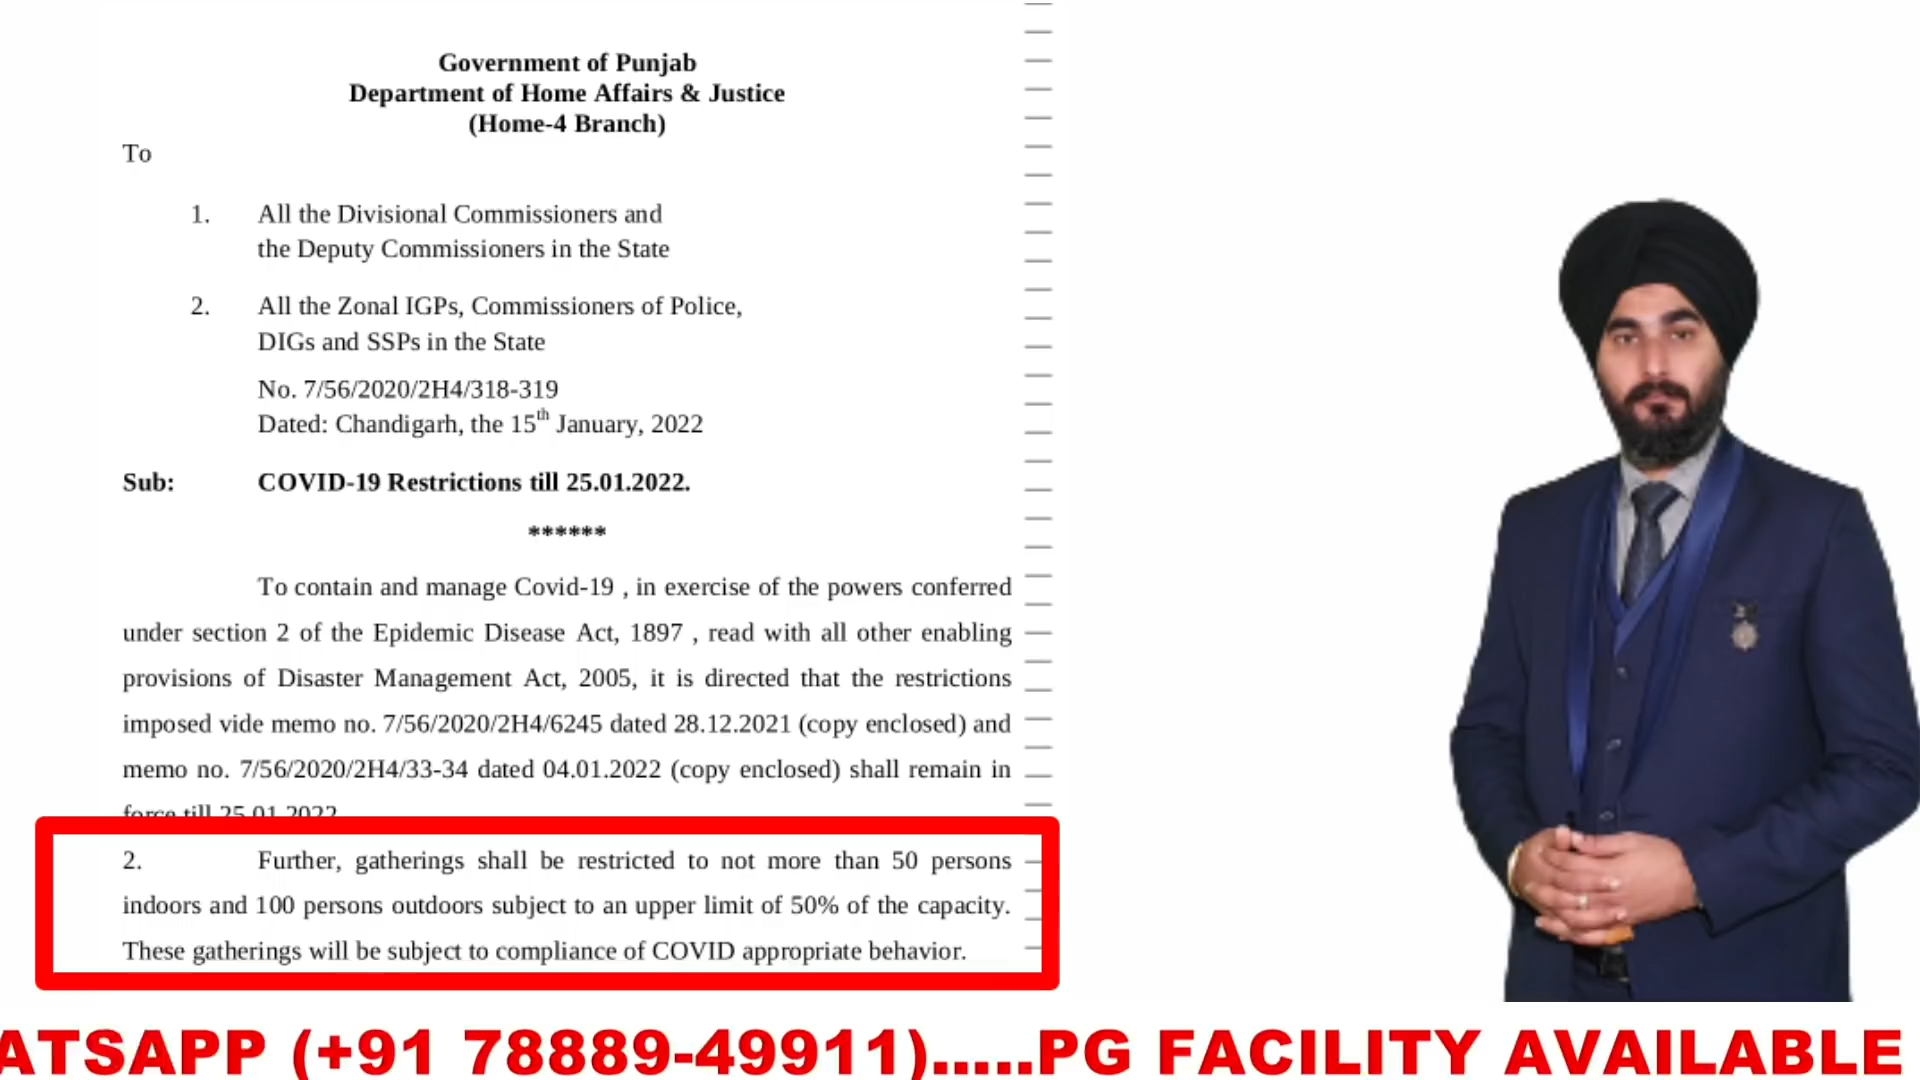 Government of Punjab
Department of Home Affairs & Justice
(Home-4 Branch)
To
1. All the Divisional Commissioners and
the Deputy Commissioners in the State
2. All the Zonal IGPs, Commissioners of Police,
DIGs and SSPs in the State
No. 7/56/2020/2H4/318-319
Dated: Chandigarh, the 15th January, 2022
Sub: COVID-19 Restrictions till 25.01.2022.
******
To contain and manage Covid-19 , in exercise of the powers conferred
under section 2 of the Epidemic Disease Act, 1897 , read with all other enabling
provisions of Disaster Management Act, 2005, it is directed that the restrictions
imposed vide memo no. 7/56/2020/2H4/6245 dated 28.12.2021 (copy enclosed) and
memo no. 7/56/2020/2H4/33-34 dated 04.01.2022 (copy enclosed) shall remain in
force till 25.01.2022
2. Further, gatherings shall be restricted to not more than 50 persons
indoors and 100 persons outdoors subject to an upper limit of 50% of the capacity.
These gatherings will be subject to compliance of COVID appropriate behavior.
ATSAPP (+91 78889-49911).....PG FACILITY AVAILABLE